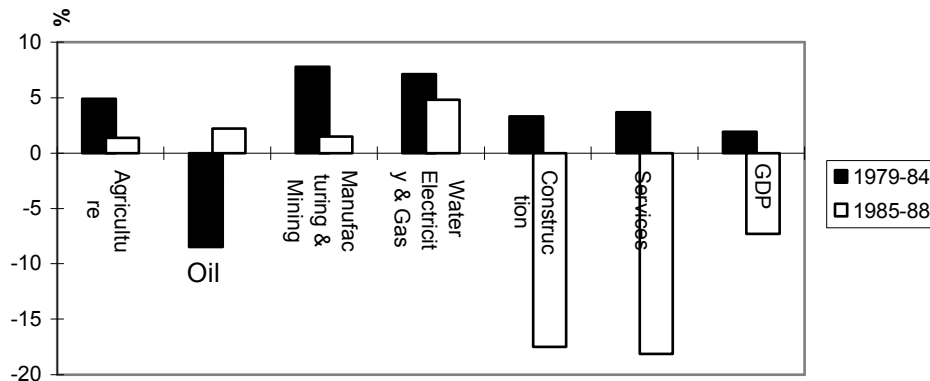 %
10
5
0
-5
-10
-15
-20
Agricultu
re
Oil
Manufac
turing &
Mining
Water
Electricit
y & Gas
Construc
tion
Services
GDP
1979-84
1985-88